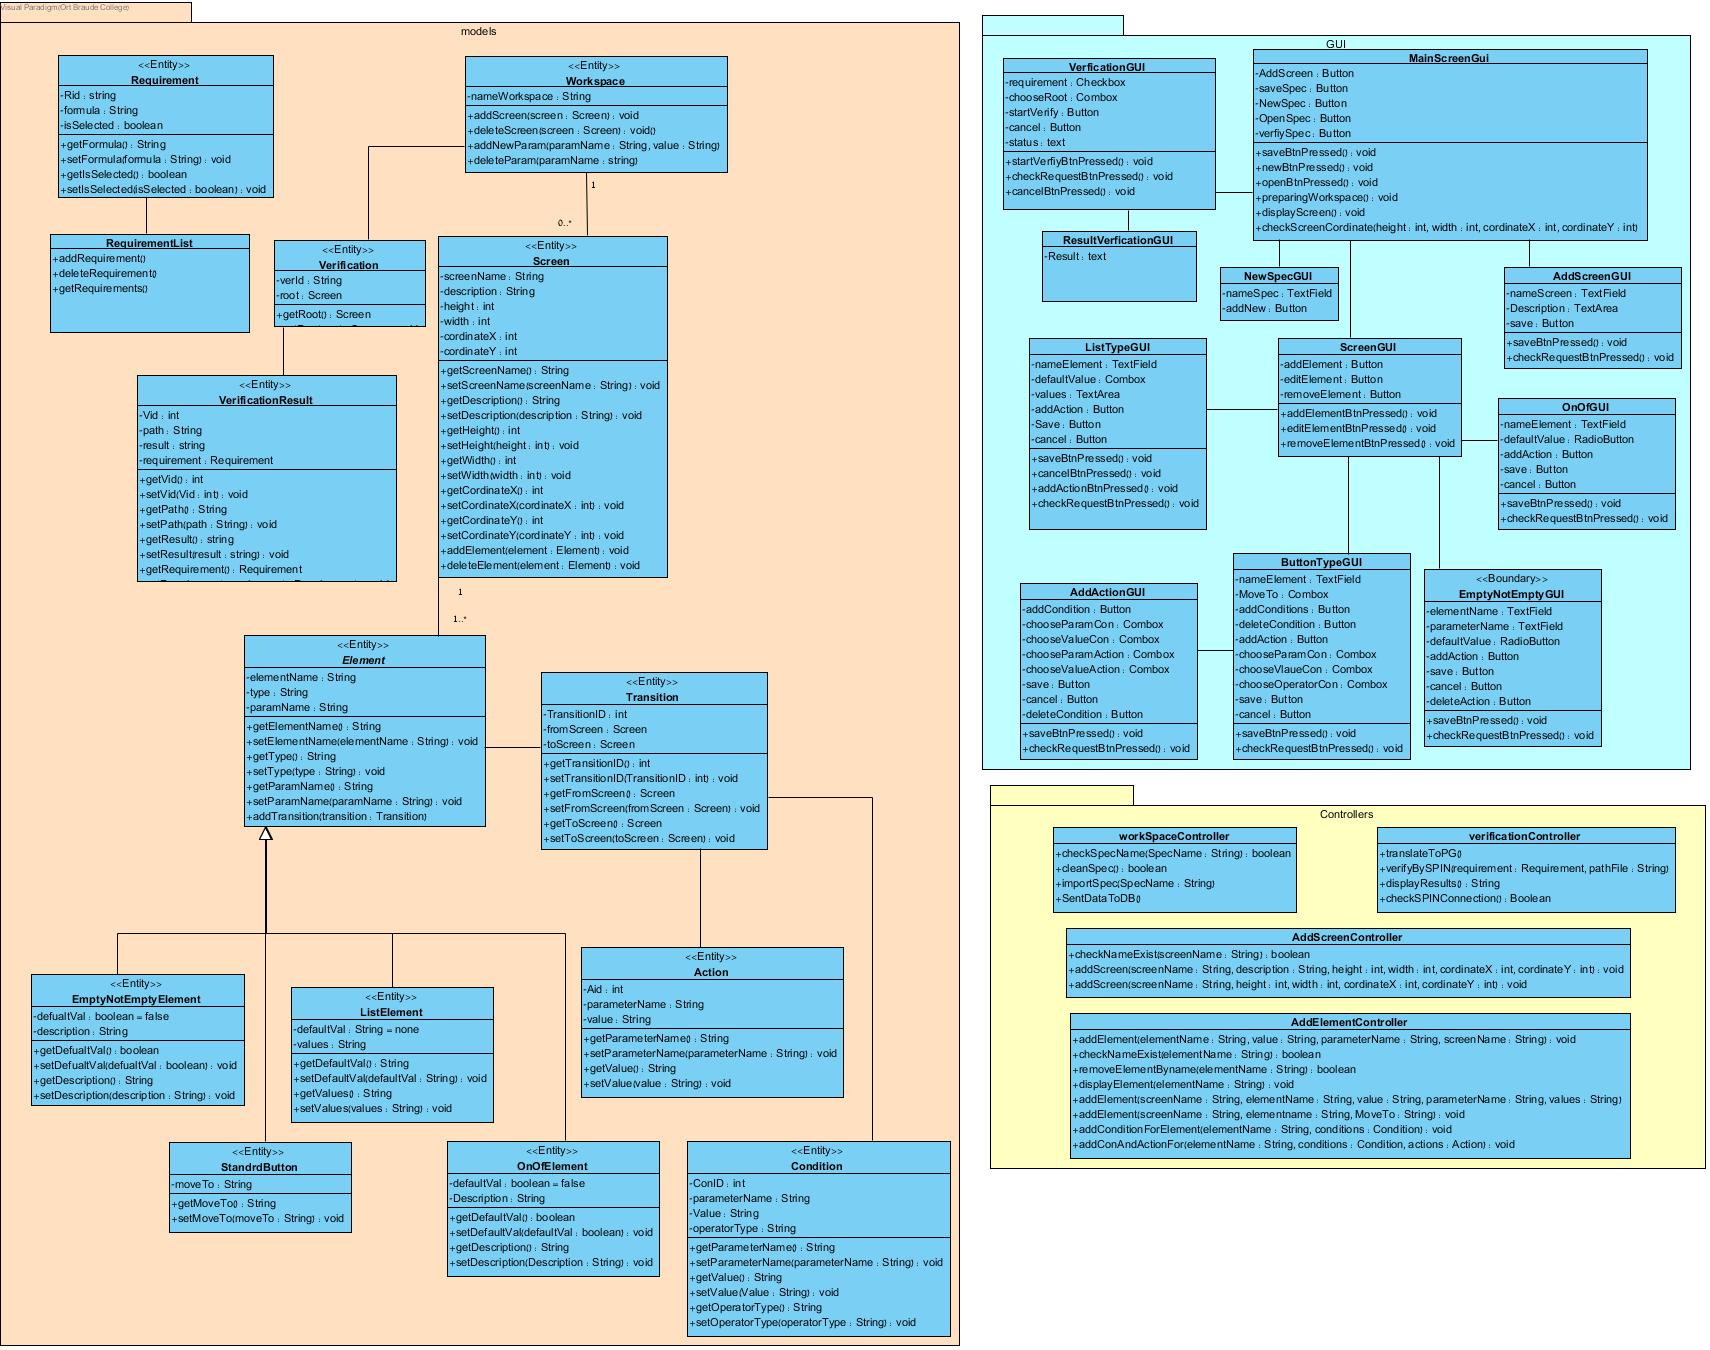 Visual Paradigm(Ort Braude College)
models
<<Entity>>
Requirement
-Rid : string
-formula : String
-isSelected : boolean
+getFormula() : String
+setFormula(formula : String) : void
+getIsSelected() : boolean
+setIsSelected(isSelected : boolean) : void
<<Entity>>
Workspace
-nameWorkspace : String
+addScreen(screen : Screen) : void
+deleteScreen(screen : Screen) : void()
+addNewParam(paramName : String, value : String)
+deleteParam(paramName : string)
1
0..*
RequirementList
+addRequirement()
+deleteRequirement()
+getRequirements()
<<Entity>>
Verification
-verId : String
-root : Screen
+getRoot() : Screen
<<Entity>>
Screen
-screenName : String
-description : String
-height : int
-width : int
-cordinateX : int
-cordinateY : int
+getScreenName() : String
+setScreenName(screenName : String) : void
+getDescription() : String
+setDescription(description : String) : void
+getHeight() : int
+setHeight(height : int) : void
+getWidth() : int
+setWidth(width : int) : void
+getCordinateX() : int
+setCordinateX(cordinateX : int) : void
+getCordinateY() : int
+setCordinateY(cordinateY : int) : void
+addElement(element : Element) : void
+deleteElement(element : Element) : void
<<Entity>>
VerificationResult
-Vid : int
-path : String
-result : string
-requirement : Requirement
+getVid() : int
+setVid(Vid : int) : void
+getPath() : String
+setPath(path : String) : void
+getResult() : string
+setResult(result : string) : void
+getRequirement() : Requirement
1
1..*
<<Entity>>
Element
-elementName : String
-type : String
-paramName : String
+getElementName() : String
+setElementName(elementName : String) : void
+getType() : String
+setType(type : String) : void
+getParamName() : String
+setParamName(paramName : String) : void
+addTransition(transition : Transition)
<<Entity>>
Transition
-TransitionID : int
-fromScreen : Screen
-toScreen : Screen
+getTransitionID() : int
+setTransitionID(TransitionID : int) : void
+getFromScreen() : Screen
+setFromScreen(fromScreen : Screen) : void
+getToScreen() : Screen
+setToScreen(toScreen : Screen) : void
<<Entity>>
EmptyNotEmptyElement
-defualtVal : boolean = false
-description : String
+getDefualtVal() : boolean
+setDefualtVal(defualtVal : boolean) : void
+getDescription() : String
+setDescription(description : String) : void
<<Entity>>
ListElement
-defaultVal : String = none
-values : String
+getDefaultVal() : String
+setDefaultVal(defaultVal : String) : void
+getValues() : String
+setValues(values : String) : void
<<Entity>>
Action
-Aid : int
-parameterName : String
-value : String
+getParameterName() : String
+setParameterName(parameterName : String) : void
+getValue() : String
+setValue(value : String) : void
<<Entity>>
StandrdButton
-moveTo : String
+getMoveTo() : String
+setMoveTo(moveTo : String) : void
<<Entity>>
OnOfElement
-defaultVal : boolean = false
-Description : String
+getDefaultVal() : boolean
+setDefaultVal(defaultVal : boolean) : void
+getDescription() : String
+setDescription(Description : String) : void
<<Entity>>
Condition
-ConID : int
-parameterName : String
-Value : String
-operatorType : String
+getParameterName() : String
+setParameterName(parameterName : String) : void
+getValue() : String
+setValue(Value : String) : void
+getOperatorType() : String
+setOperatorType(operatorType : String) : void
GUI
VerficationGUI
-requirement : Checkbox
-chooseRoot : Combox
-startVerify : Button
-cancel : Button
-status : text
+startVerfiyBtnPressed() : void
+checkRequestBtnPressed() : void
+cancelBtnPressed() : void
MainScreenGui
-AddScreen : Button
-saveSpec : Button
-NewSpec : Button
-OpenSpec : Button
-verfiySpec : Button
+saveBtnPressed() : void
+newBtnPressed() : void
+openBtnPressed() : void
+preparingWorkspace() : void
+displayScreen() : void
+checkScreenCordinate(height : int, width : int, cordinateX : int, cordinateY : int)
ResultVerficationGUI
-Result : text
NewSpecGUI
-nameSpec : TextField
-addNew : Button
AddScreenGUI
-nameScreen : TextField
-Description : TextArea
-save : Button
+saveBtnPressed() : void
+checkRequestBtnPressed() : void
ListTypeGUI
-nameElement : TextField
-defaultValue : Combox
-values : TextArea
-addAction : Button
-Save : Button
-cancel : Button
+saveBtnPressed() : void
+cancelBtnPressed() : void
+addActionBtnPressed() : void
+checkRequestBtnPressed() : void
ScreenGUI
-addElement : Button
-editElement : Button
-removeElement : Button
+addElementBtnPressed() : void
+editElementBtnPressed() : void
+removeElementBtnPressed() : void
OnOfGUI
-nameElement : TextField
-defaultValue : RadioButton
-addAction : Button
-save : Button
-cancel : Button
+saveBtnPressed() : void
+checkRequestBtnPressed() : void
AddActionGUI
-addCondition : Button
-chooseParamCon : Combox
-chooseValueCon : Combox
-chooseParamAction : Combox
-chooseValueAction : Combox
-save : Button
-cancel : Button
-deleteCondition : Button
+saveBtnPressed() : void
+checkRequestBtnPressed() : void
ButtonTypeGUI
-nameElement : TextField
-MoveTo : Combox
-addConditions : Button
-deleteCondition : Button
-addAction : Button
-chooseParamCon : Combox
-chooseVlaueCon : Combox
-chooseOperatorCon : Combox
-save : Button
-cancel : Button
+saveBtnPressed() : void
+checkRequestBtnPressed() : void
<<Boundary>>
EmptyNotEmptyGUI
-elementName : TextField
-parameterName : TextField
-defaultValue : RadioButton
-addAction : Button
-save : Button
-cancel : Button
-deleteAction : Button
+saveBtnPressed() : void
+checkRequestBtnPressed() : void
Controllers
workSpaceController
+checkSpecName(SpecName : String) : boolean
+cleanSpec() : boolean
+importSpec(SpecName : String)
+SentDataToDB()
verificationController
+translateToPG()
+verifyBySPIN(requirement : Requirement, pathFile : String)
+displayResults() : String
+checkSPINConnection() : Boolean
AddScreenController
+checkNameExist(screenName : String) : boolean
+addScreen(screenName : String, description : String, height : int, width : int, cordinateX : int, cordinateY : int) : void
+addScreen(screenName : String, height : int, width : int, cordinateX : int, cordinateY : int) : void
AddElementController
+addElement(elementName : String, value : String, parameterName : String, screenName : String) : void
+checkNameExist(elementName : String) : boolean
+removeElementByname(elementName : String) : boolean
+displayElement(elementName : String) : void
+addElement(screenName : String, elementName : String, value : String, parameterName : String, values : String)
+addElement(screenName : String, elementname : String, MoveTo : String) : void
+addConditionForElement(elementName : String, conditions : Condition) : void
+addConAndActionFor(elementName : String, conditions : Condition, actions : Action) : void